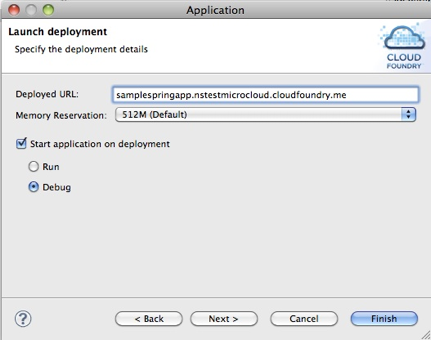 Application
Launch deployment
Specify the deployment details
CLOUD
FOUNDRY
Deployed URL: samplespringapp.nstestmicrocloud.cloudfoundry.me
Memory Reservation: 512M (Default)
Start application on deployment
Run
Debug
? < Back Next > Cancel Finish